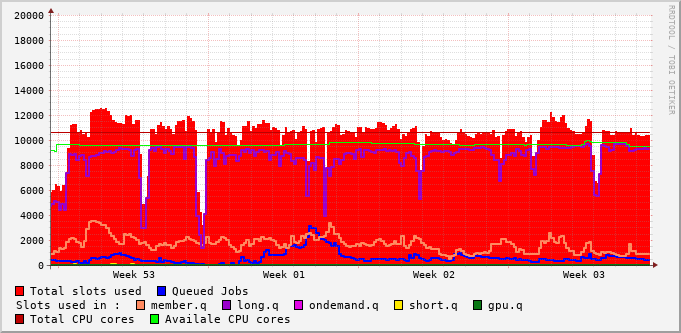 20000
18000
16000
14000
12000
10000
8000
6000
4000
2000
0
Week 53 Week 01 Week 02 Week 03
RRDTOOL / TOBI OETIKER
Total slots used Queued Jobs
Slots used in : member.q long.q ondemand.q short.q gpu.q
Total CPU cores Availale CPU cores